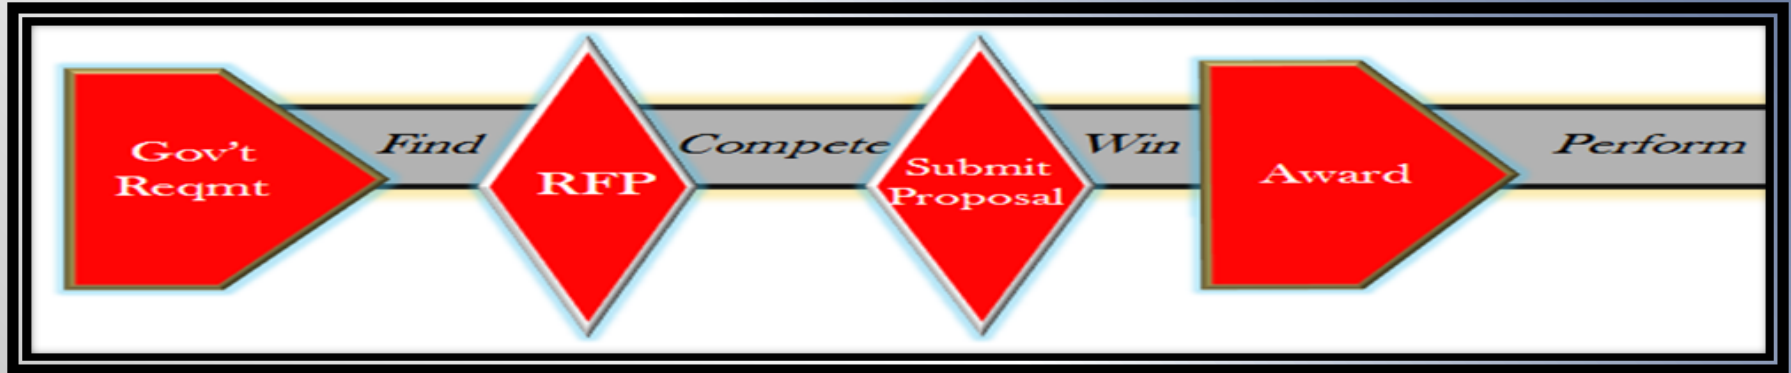 Gov't
Reqmt
Find
RFP
Compete
Submit
Proposal
Win
Award
Perform